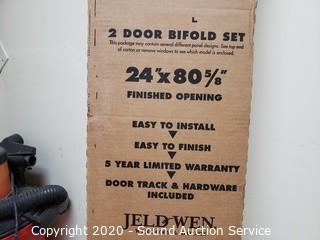 L
2 DOOR BIFOLD SET
This package may contain several different panel designs. See top end
of carton or remove windows to see which model is enclosed.
24"x 80 5/8"
FINISHED OPENING
EASY TO INSTALL
EASY TO FINISH
5 YEAR LIMITED WARRANTY
DOOR TRACK & HARDWARE
INCLUDED
JELD WEN
Copyright 2020 - Sound Auction Service